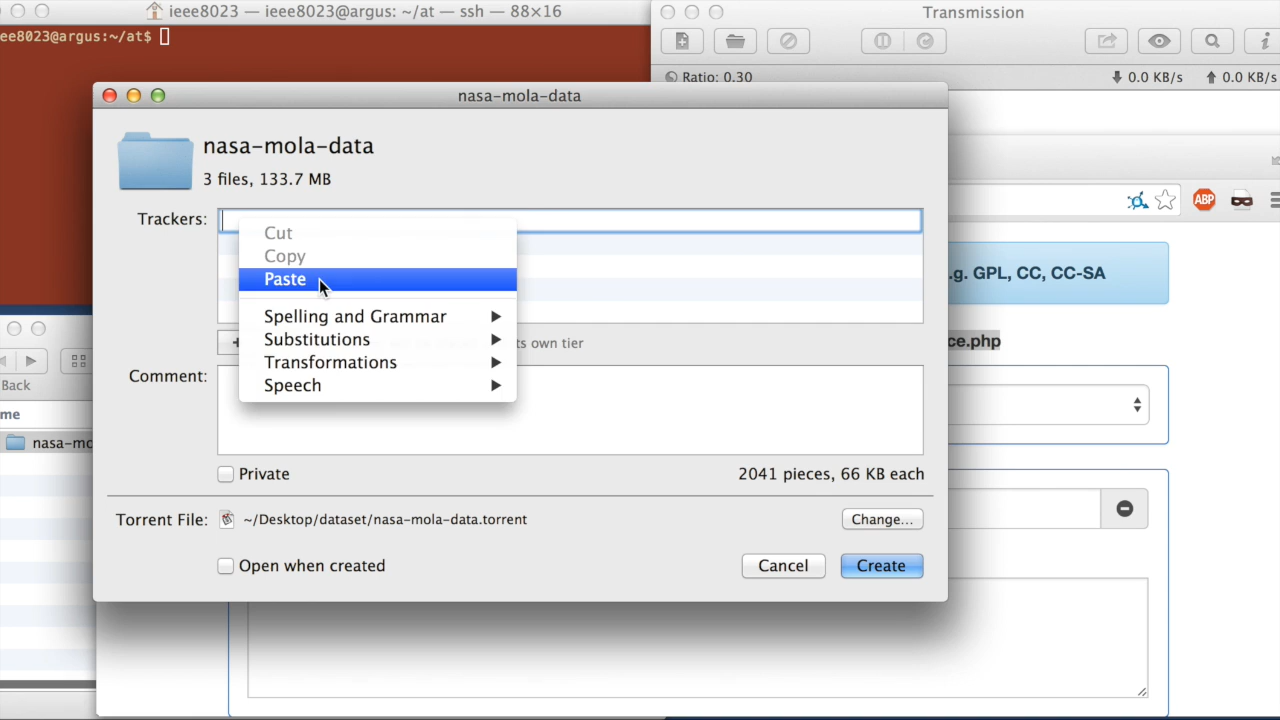 ieee8023 — ieee8023@argus: ~/at — ssh — 88×16
ee8023@argus:~/at$
Transmission
Ratio: 0.30
0.0 KB/s
0.0 KB/s
nasa-mola-data
nasa-mola-data
3 files, 133.7 MB
Trackers:
Cut
Copy
Paste
Spelling and Grammar
Substitutions
Transformations
Speech
+
ts own tier
Comment:
Private
2041 pieces, 66 KB each
Torrent File:
~/Desktop/dataset/nasa-mola-data.torrent
Change...
Open when created
Cancel
Create
ABP
.g. GPL, CC, CC-SA
ce.php
Back
me
nasa-mo